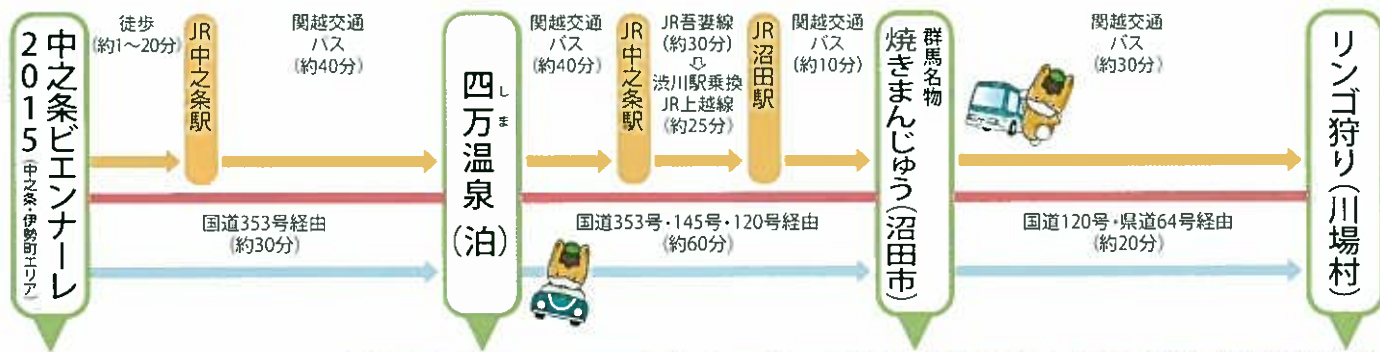 中之条ビエンナーレ
2015(中之条・伊勢町エリア)
徒歩
(約1〜20分)
JR中之条駅
関越交通
バス
(約40分)
国道353号経由
(約30分)
四万温泉(泊)
しま
関越交通
バス
(約40分)
JR中之条駅
JR吾妻線
(約30分)
⇩
渋川駅乗換
JR上越線
(約25分)
JR沼田駅
関越交通
バス
(約10分)
国道353号・145号・120号経由
(約60分)
群馬名物
焼きまんじゅう(沼田市)
関越交通
バス
(約30分)
国道120号・県道64号経由
(約20分)
リンゴ狩り(川場村)